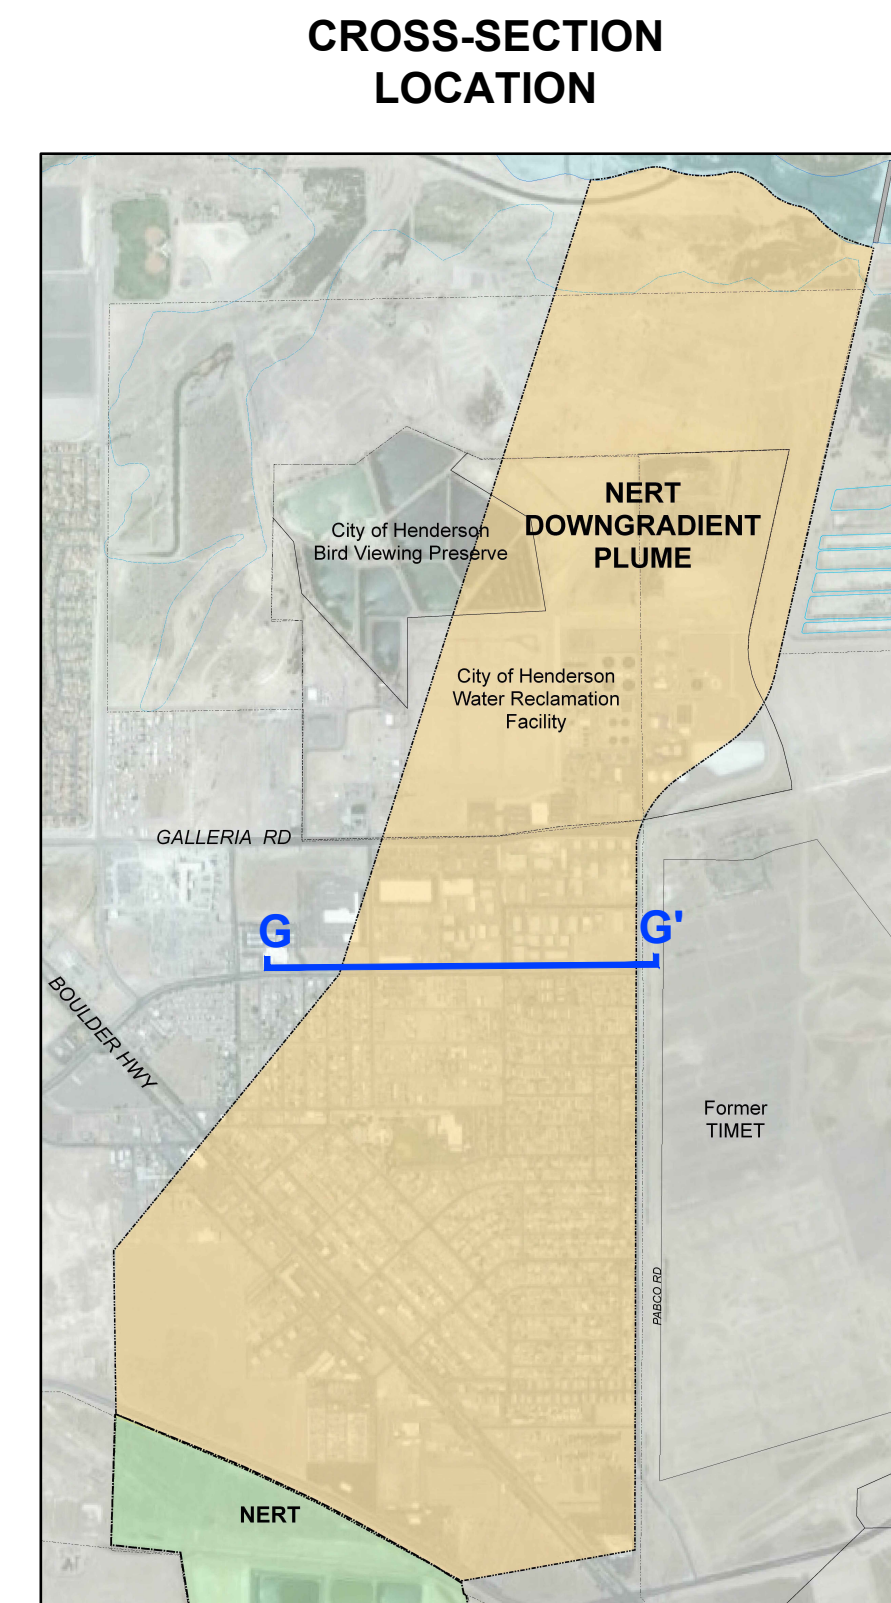 CROSS-SECTION
LOCATION
NERT
DOWNGRADIENT
PLUME
City of Henderson
Bird Viewing Preserve
City of Henderson
Water Reclamation
Facility
GALLERIA RD
G
G'
BOULDER HWY
Former
TIMET
PABCO RD
NERT